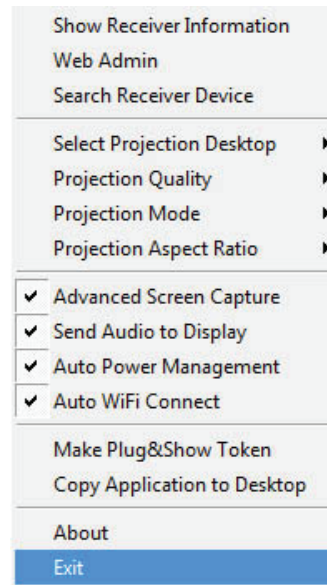 Show Receiver Information
Web Admin
Search Receiver Device
Select Projection Desktop
Projection Quality
Projection Mode
Projection Aspect Ratio
Advanced Screen Capture
Send Audio to Display
Auto Power Management
Auto WiFi Connect
Make Plug&Show Token
Copy Application to Desktop
About
Exit